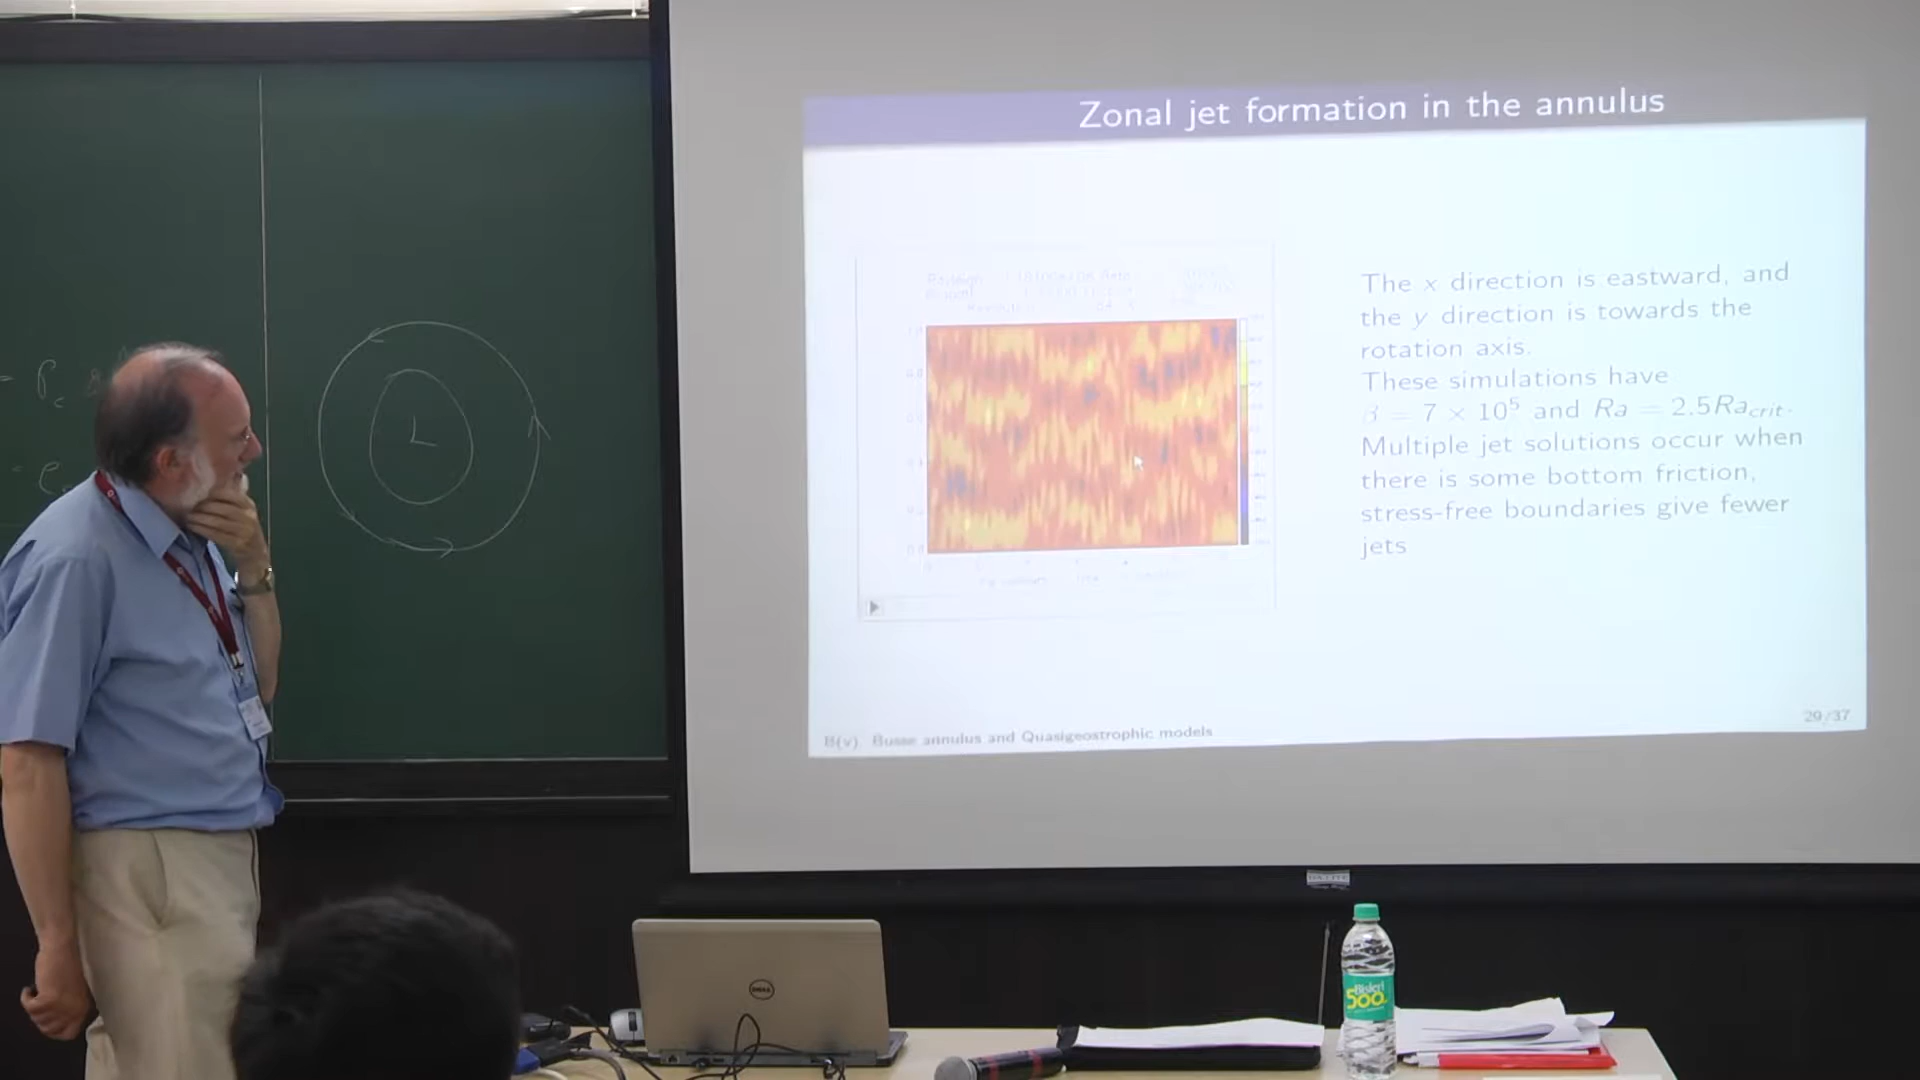 Zonal jet formation in the annulus
The x direction is eastward, and
the y direction is towards the
rotation axis.
These simulations have
β = 7 × 10⁵ and Ra = 2.5Ra_crit.
Multiple jet solutions occur when
there is some bottom friction,
stress-free boundaries give fewer
jets
B(v). Busse annulus and Quasigeostrophic models
29/37
L
DELL
Bisleri
500